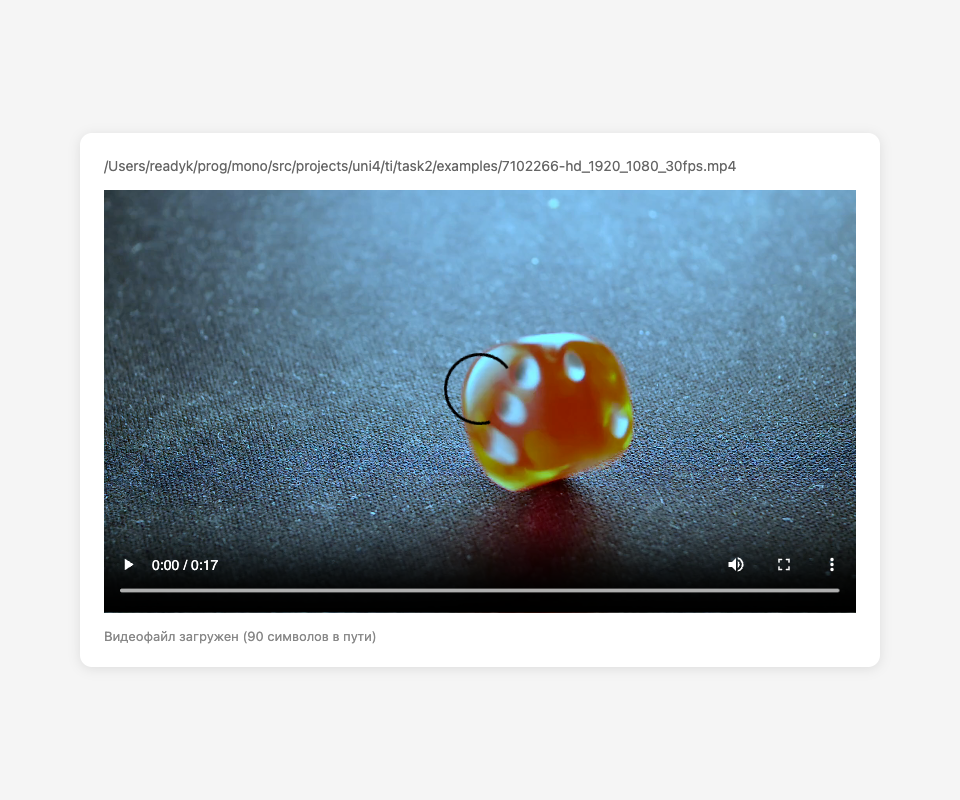 /Users/readyk/prog/mono/src/projects/uni4/ti/task2/examples/7102266-hd_1920_1080_30fps.mp4
0:00 / 0:17
Видеофайл загружен (90 символов в пути)